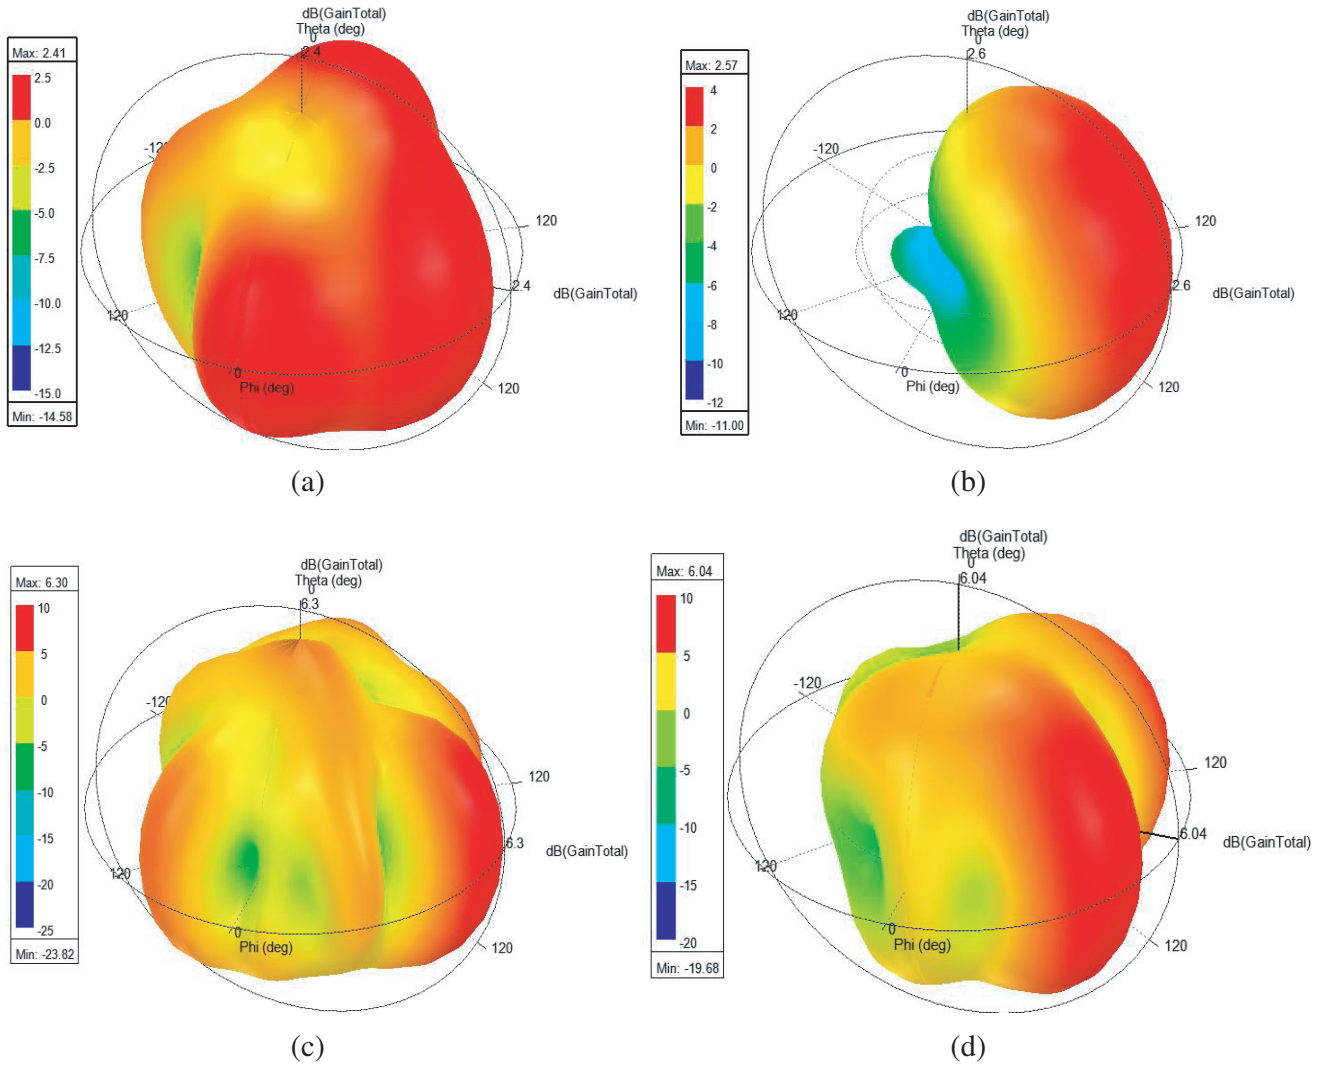 dB(GainTotal)
Theta (deg)
0
2.4
Max: 2.41
2.5
0.0
-2.5
-5.0
-7.5
-10.0
-12.5
-15.0
Min: -14.58
-120
120
120
2.4
dB(GainTotal)
120
0
Phi (deg)
(a)
dB(GainTotal)
Theta (deg)
0
2.6
Max: 2.57
4
2
0
-2
-4
-6
-8
-10
-12
Min: -11.00
-120
120
120
2.6
dB(GainTotal)
120
0
Phi (deg)
(b)
dB(GainTotal)
Theta (deg)
0
6.3
Max: 6.30
10
5
0
-5
-10
-15
-20
-25
Min: -23.82
-120
120
120
6.3
dB(GainTotal)
120
0
Phi (deg)
(c)
dB(GainTotal)
Theta (deg)
0
6.04
Max: 6.04
10
5
0
-5
-10
-15
-20
Min: -19.68
-120
120
120
6.04
dB(GainTotal)
120
0
Phi (deg)
(d)